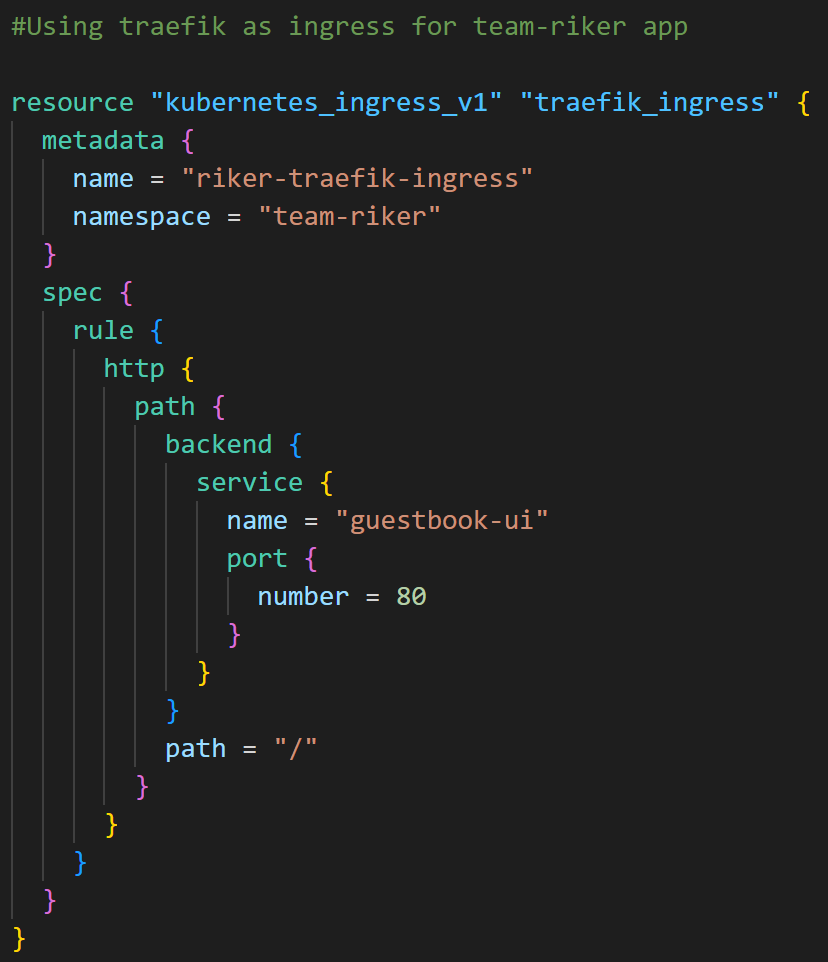 #Using traefik as ingress for team-riker app
resource "kubernetes_ingress_v1" "traefik_ingress" {
  metadata {
    name = "riker-traefik-ingress"
    namespace = "team-riker"
  }
  spec {
    rule {
      http {
        path {
          backend {
            service {
              name = "guestbook-ui"
              port {
                number = 80
              }
            }
          }
          path = "/"
        }
      }
    }
  }
}